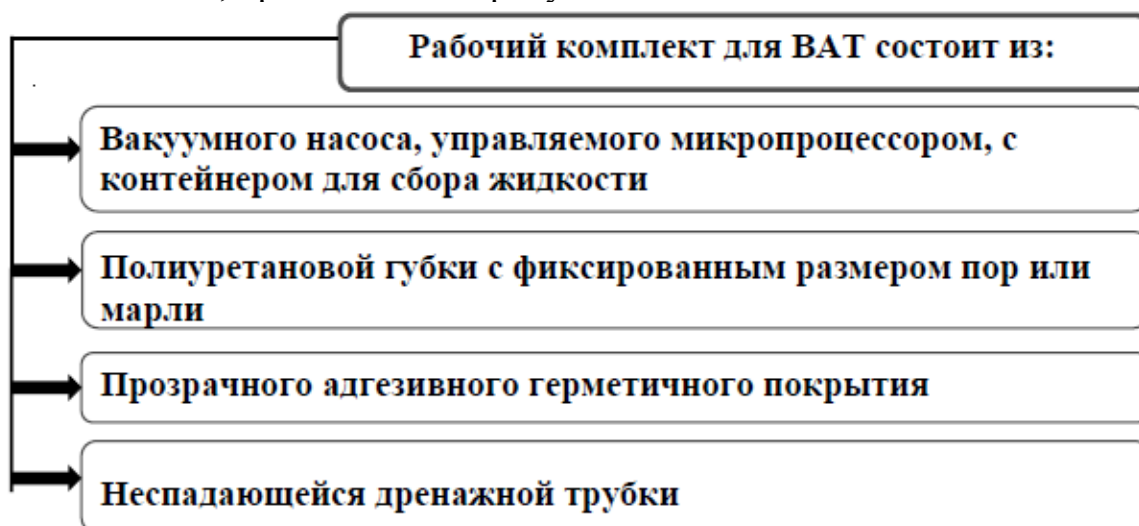 Рабочий комплект для ВАТ состоит из:
Вакуумного насоса, управляемого микропроцессором, с
контейнером для сбора жидкости
Полиуретановой губки с фиксированным размером пор или
марли
Прозрачного адгезивного герметичного покрытия
Неспадающейся дренажной трубки